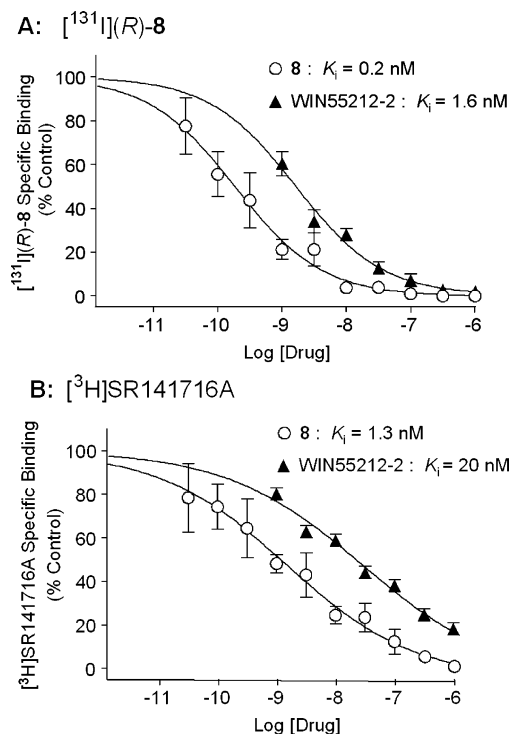 A: [¹³¹I](R)-8
○ 8 : Kᵢ = 0.2 nM
▲ WIN55212-2 : Kᵢ = 1.6 nM
[¹³¹I](R)-8 Specific Binding
(% Control)
100
80
60
40
20
0
-11 -10 -9 -8 -7 -6
Log [Drug]
B: [³H]SR141716A
○ 8 : Kᵢ = 1.3 nM
▲ WIN55212-2 : Kᵢ = 20 nM
[³H]SR141716A Specific Binding
(% Control)
100
80
60
40
20
0
-11 -10 -9 -8 -7 -6
Log [Drug]